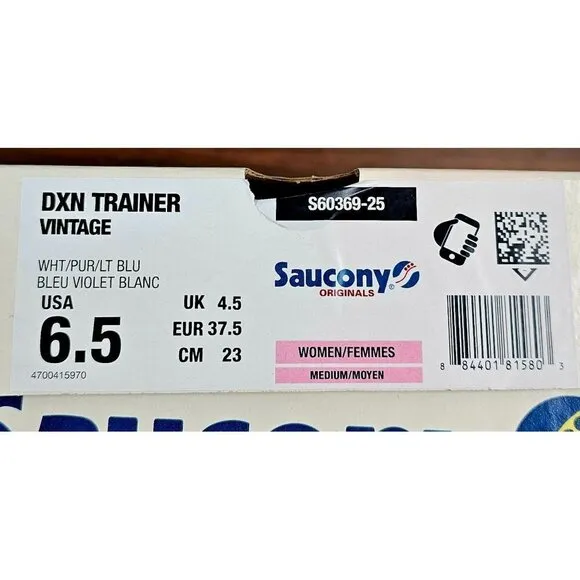 DXN TRAINER
VINTAGE
WHT/PUR/LT BLU
BLEU VIOLET BLANC
USA
6.5
4700415970
UK 4.5
EUR 37.5
CM 23
S60369-25
Saucony®
ORIGINALS
WOMEN/FEMMES
MEDIUM/MOYEN
8 84401 81580 3
Saucony